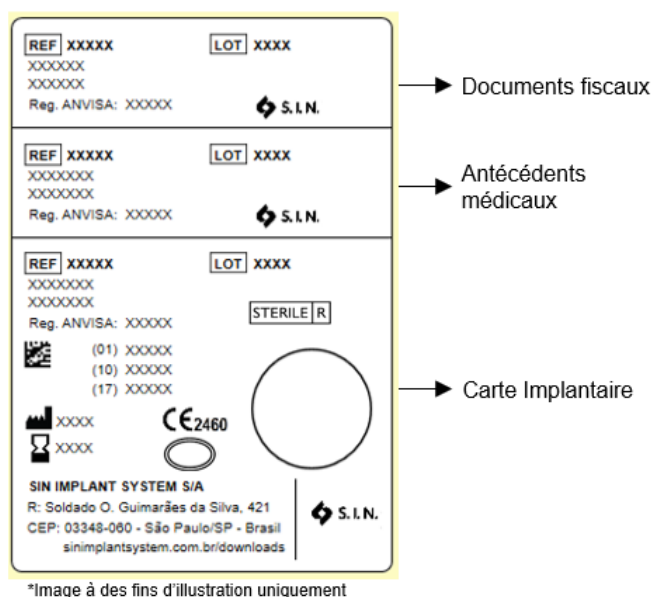 REF XXXXX LOT XXXX
XXXXXX
XXXXXX
Reg. ANVISA: XXXXX S.I.N.
Documents fiscaux
REF XXXXX LOT XXXX
XXXXXXX
XXXXXXX
Reg. ANVISA: XXXXX S.I.N.
Antécédents
médicaux
REF XXXXX LOT XXXX
XXXXXXX
XXXXXXX
Reg. ANVISA: XXXXX
STERILE R
(01) XXXXX
(10) XXXXX
(17) XXXXX
XXXX
CE2460
XXXX
SIN IMPLANT SYSTEM S/A
R: Soldado O. Guimarães da Silva, 421
CEP: 03348-060 - São Paulo/SP - Brasil
sinimplantsystem.com.br/downloads
S.I.N.
Carte Implantaire
*Image à des fins d'illustration uniquement